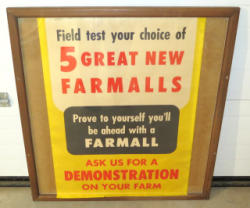 Field test your choice of
5 GREAT NEW
FARMALLS
Prove to yourself you'll
be ahead with a
FARMALL
ASK US FOR A
DEMONSTRATION
ON YOUR FARM